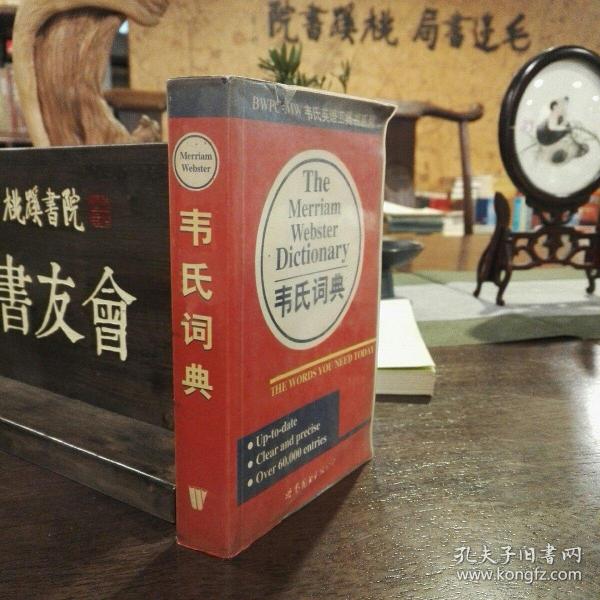 毛边書局 桃蹊書院
桃蹊書院
書友會
Merriam
Webster
韦氏词典
BWPC-MW 韦氏英语工具书系列
The
Merriam
Webster
Dictionary
韦氏词典
THE WORDS YOU NEED TODAY
• Up-to-date
• Clear and precise
• Over 60,000 entries
孔夫子旧书网
www.kongfz.com